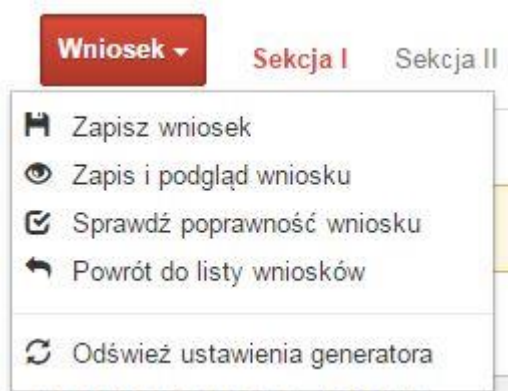 Wniosek Sekcja I Sekcja II
Zapisz wniosek
Zapis i podgląd wniosku
Sprawdź poprawność wniosku
Powrót do listy wniosków
Odśwież ustawienia generatora